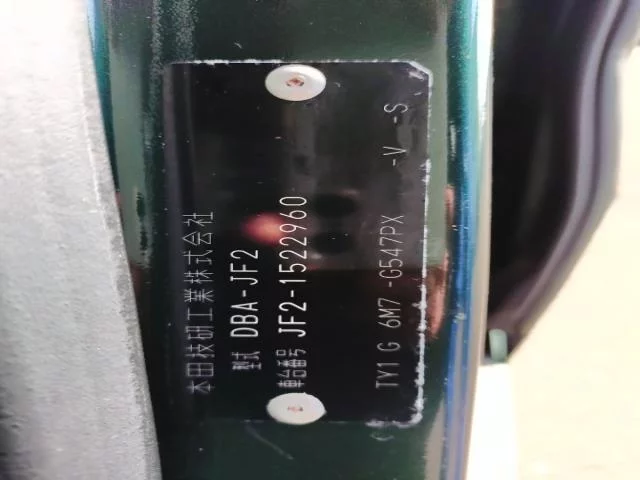 本田技研工業株式会社
型式 DBA-JF2
車台番号 JF2-1522960
TY1 G 6M7 -G547PX -V -S